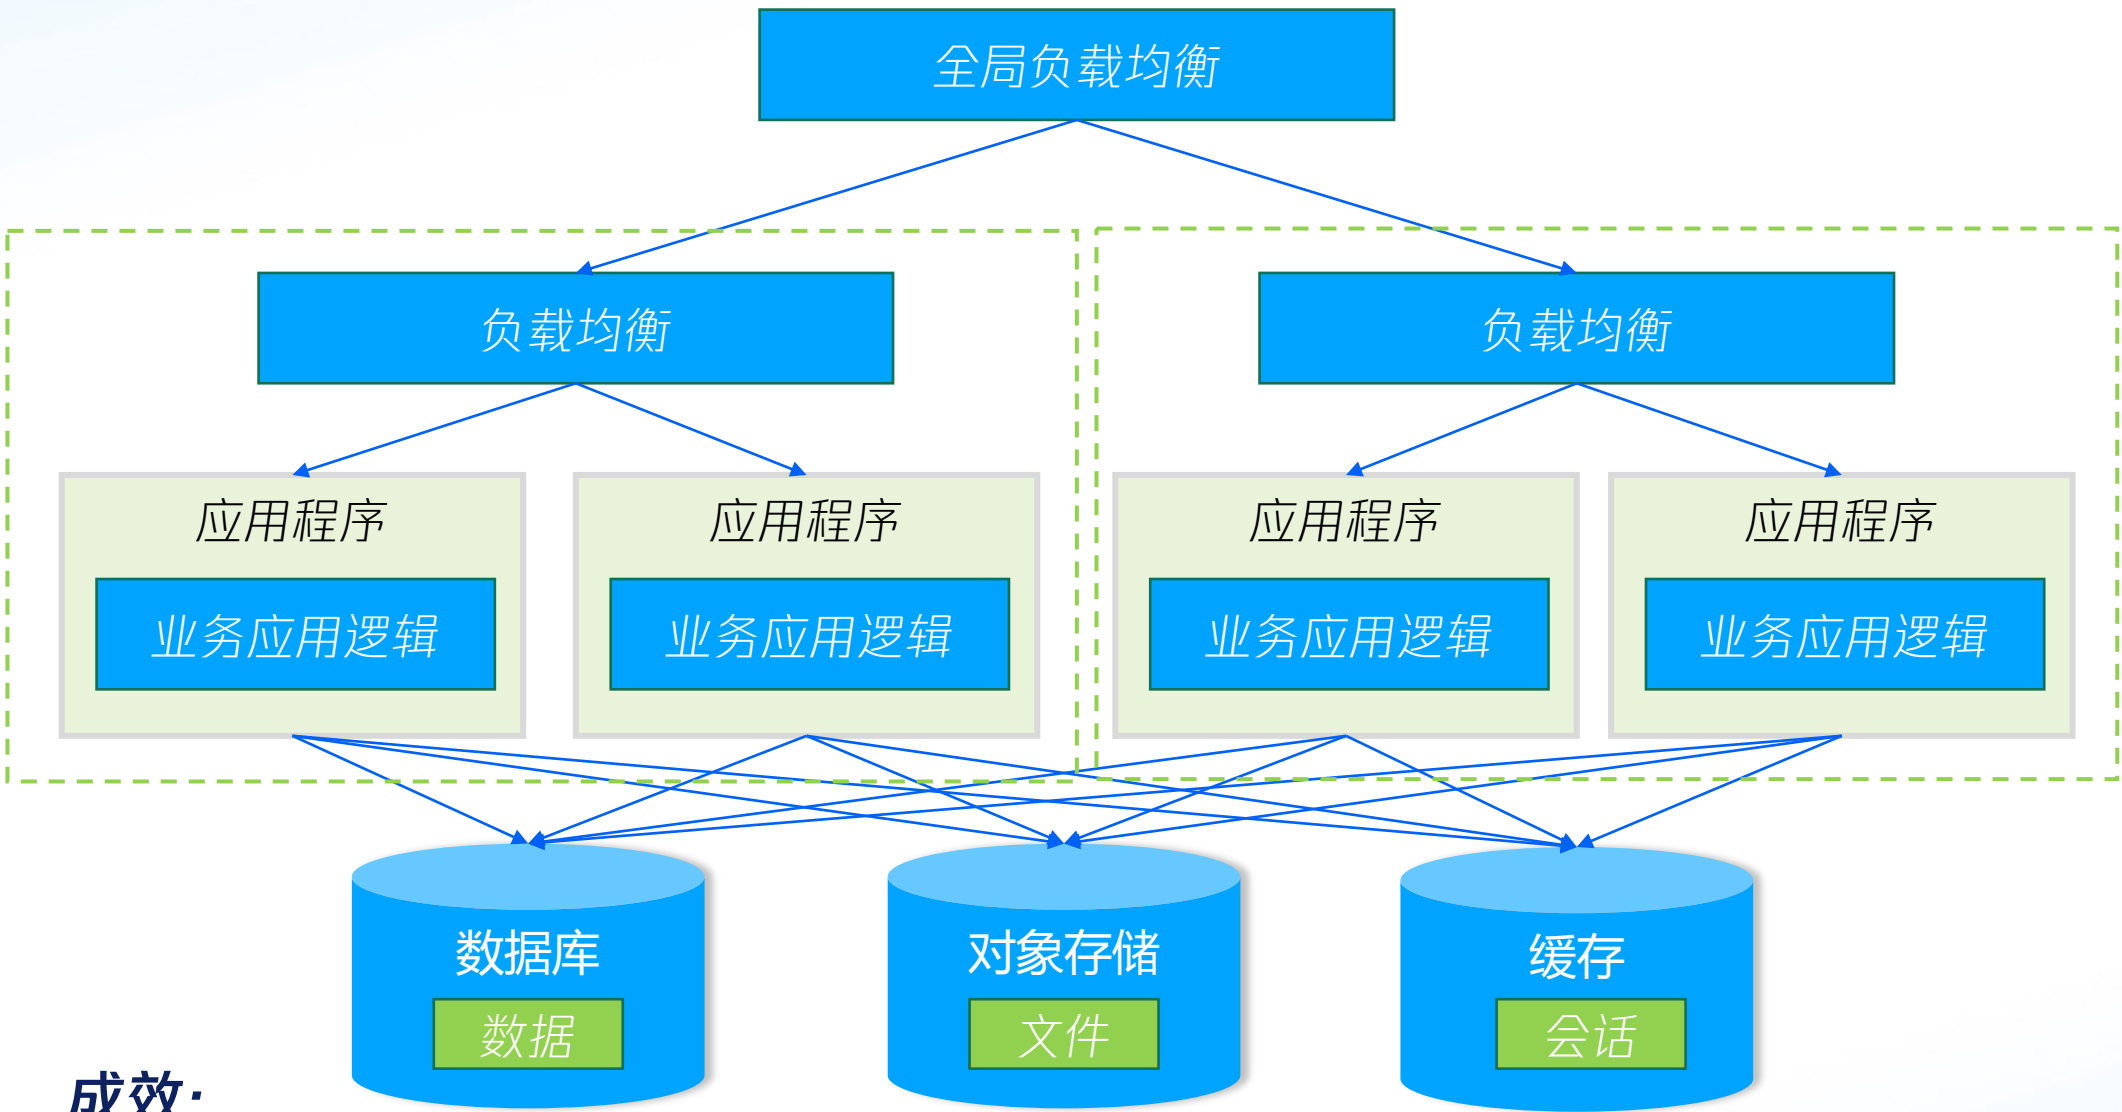 全局负载均衡
负载均衡
负载均衡
应用程序
应用程序
应用程序
应用程序
业务应用逻辑
业务应用逻辑
业务应用逻辑
业务应用逻辑
数据库
对象存储
缓存
数据
文件
会话
成效: